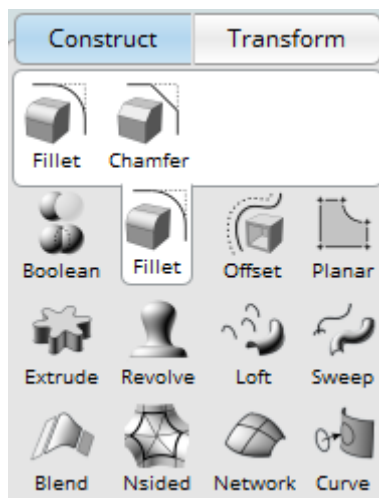 Construct Transform
Fillet Chamfer
Boolean Fillet Offset Planar
Extrude Revolve Loft Sweep
Blend Nsided Network Curve